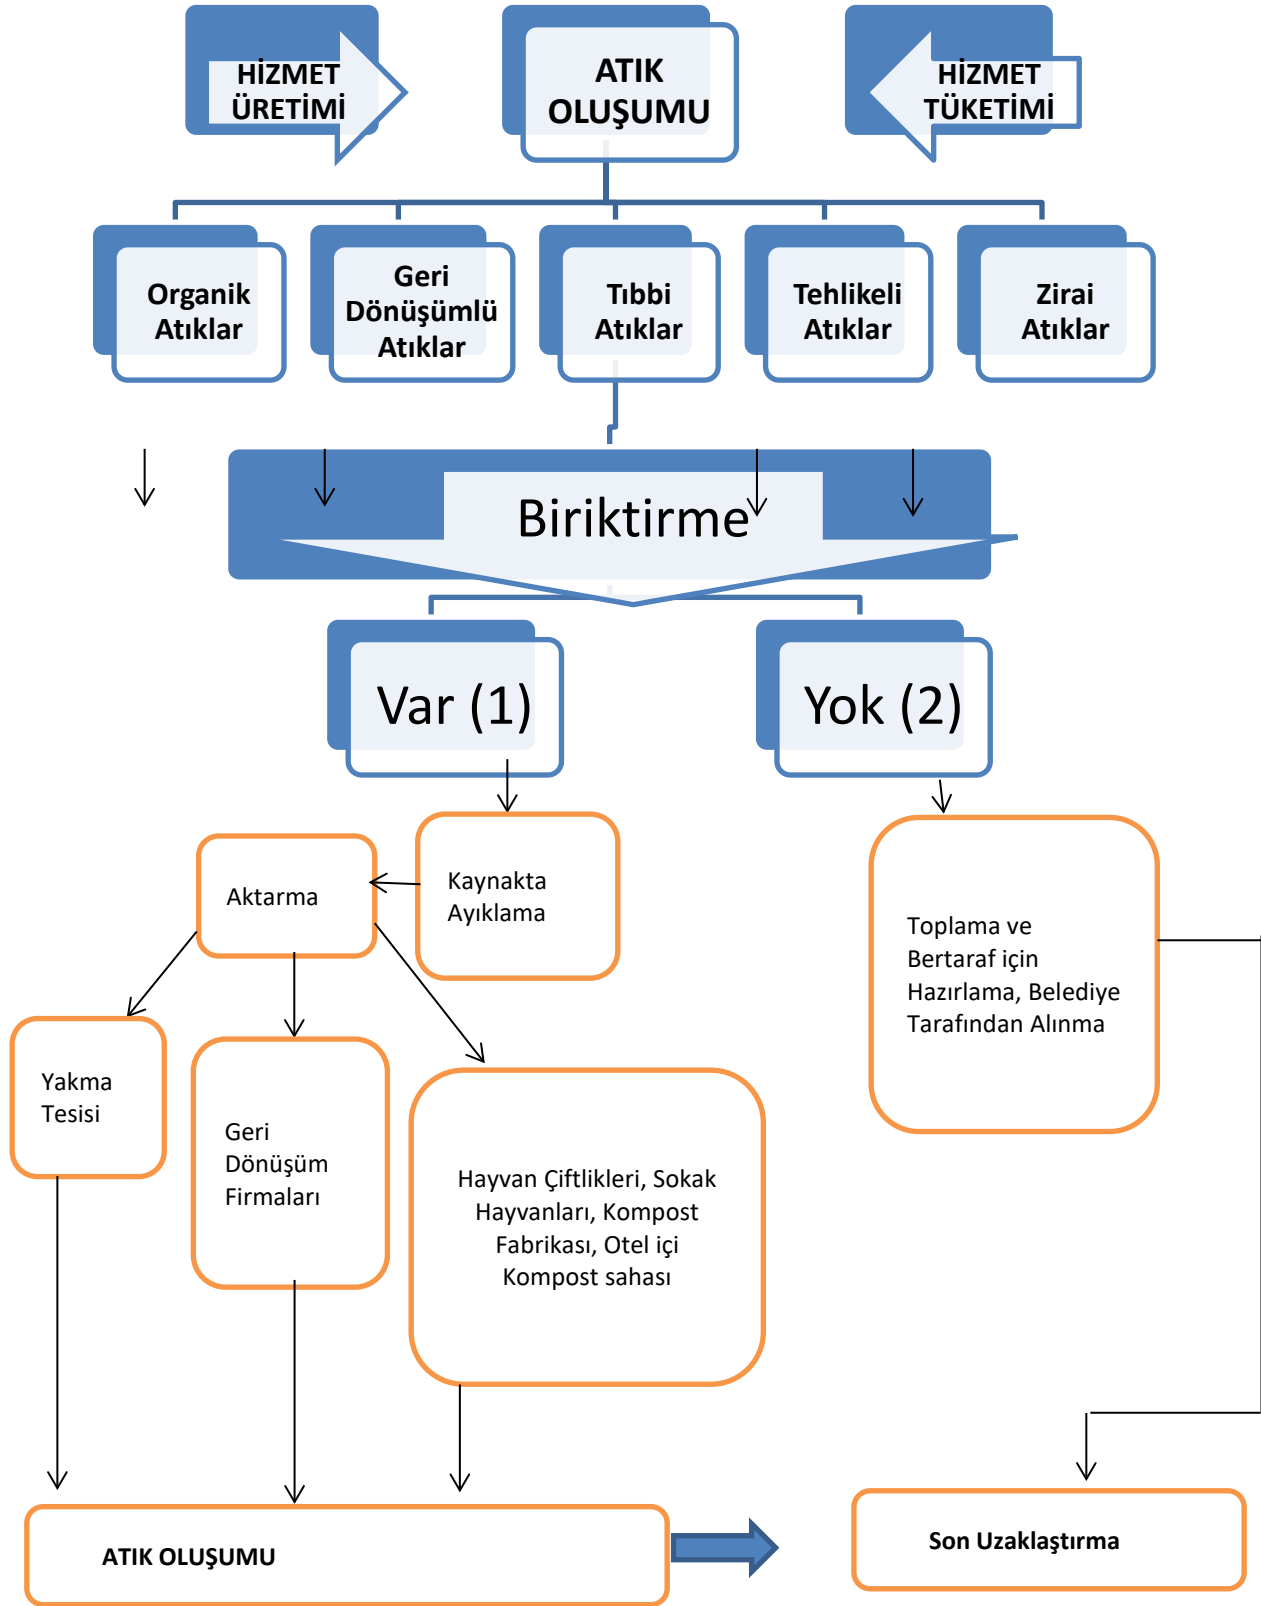 HİZMET
ÜRETİMİ
ATIK
OLUŞUMU
HİZMET
TÜKETİMİ
Organik
Atıklar
Geri
Dönüşümlü
Atıklar
Tıbbi
Atıklar
Tehlikeli
Atıklar
Zirai
Atıklar
Biriktirme
Var (1)
Yok (2)
Kaynakta
Ayıklama
Aktarma
Toplama ve
Bertaraf için
Hazırlama, Belediye
Tarafından Alınma
Yakma
Tesisi
Geri
Dönüşüm
Firmaları
Hayvan Çiftlikleri, Sokak
Hayvanları, Kompost
Fabrikası, Otel içi
Kompost sahası
ATIK OLUŞUMU
Son Uzaklaştırma